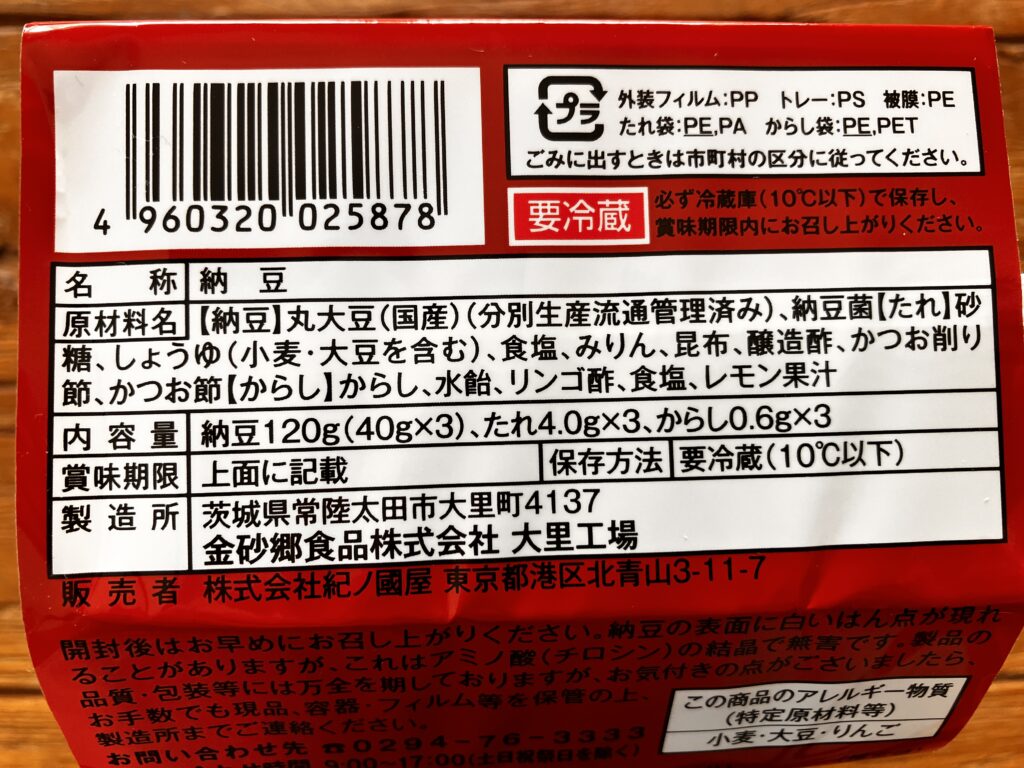 4 960320 025878
プラ
外装フィルム:PP トレー:PS 被膜:PE
たれ袋:PE,PA からし袋:PE,PET
ごみに出すときは市町村の区分に従ってください。
要冷蔵
必ず冷蔵庫(10℃以下)で保存し、
賞味期限内にお召し上がりください。
名称 納豆
原材料名 【納豆】丸大豆(国産)(分別生産流通管理済み)、納豆菌【たれ】砂
糖、しょうゆ(小麦・大豆を含む)、食塩、みりん、昆布、醸造酢、かつお削り
節、かつお節【からし】からし、水飴、リンゴ酢、食塩、レモン果汁
内容量 納豆120g(40g×3)、たれ4.0g×3、からし0.6g×3
賞味期限 上面に記載 保存方法 要冷蔵(10℃以下)
製造所 茨城県常陸太田市大里町4137
金砂郷食品株式会社 大里工場
販売者 株式会社紀ノ國屋 東京都港区北青山3-11-7
開封後はお早めにお召し上がりください。納豆の表面に白いはん点が現れ
ることがありますが、これはアミノ酸(チロシン)の結晶で無害です。製品の
品質・包装等には万全を期しておりますが、お気付きの点がございましたら、
お手数でも現品、容器・フィルム等を保管の上、
製造所までご連絡ください。
お問い合わせ先 ☎0294-76-3333
9:00~17:00(土日祝祭日を除く)
この商品のアレルギー物質
(特定原材料等)
小麦・大豆・りんご